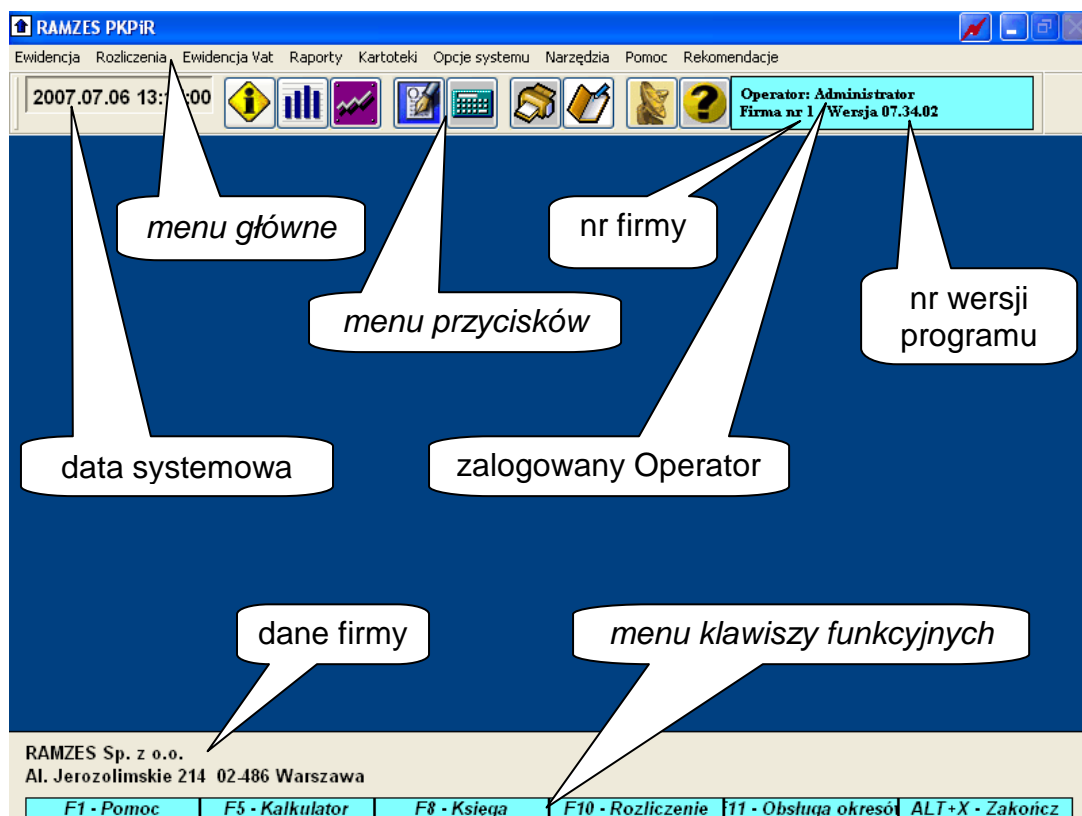 RAMZES PKPiR
Ewidencja Rozliczenia Ewidencja Vat Raporty Kartoteki Opcje systemu Narzędzia Pomoc Rekomendacje
2007.07.06 13: :00
Operator: Administrator
Firma nr 1 Wersja 07.34.02
menu główne
nr firmy
menu przycisków
nr wersji
programu
data systemowa
zalogowany Operator
dane firmy
menu klawiszy funkcyjnych
RAMZES Sp. z o.o.
Al. Jerozolimskie 214 02-486 Warszawa
F1 - Pomoc F5 - Kalkulator F8 - Księga F10 - Rozliczenie F11 - Obsługa okresó ALT+X - Zakończ